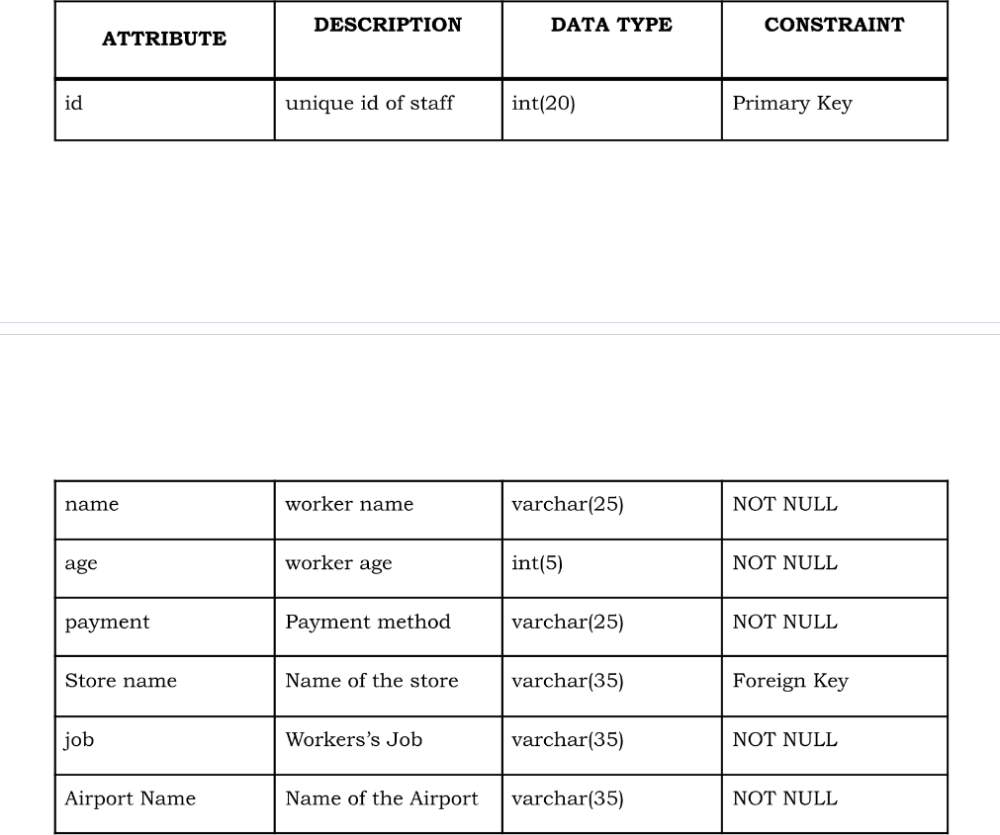 ATTRIBUTE DESCRIPTION DATA TYPE CONSTRAINT
id unique id of staff int(20) Primary Key
name worker name varchar(25) NOT NULL
age worker age int(5) NOT NULL
payment Payment method varchar(25) NOT NULL
Store name Name of the store varchar(35) Foreign Key
job Workers’s Job varchar(35) NOT NULL
Airport Name Name of the Airport varchar(35) NOT NULL